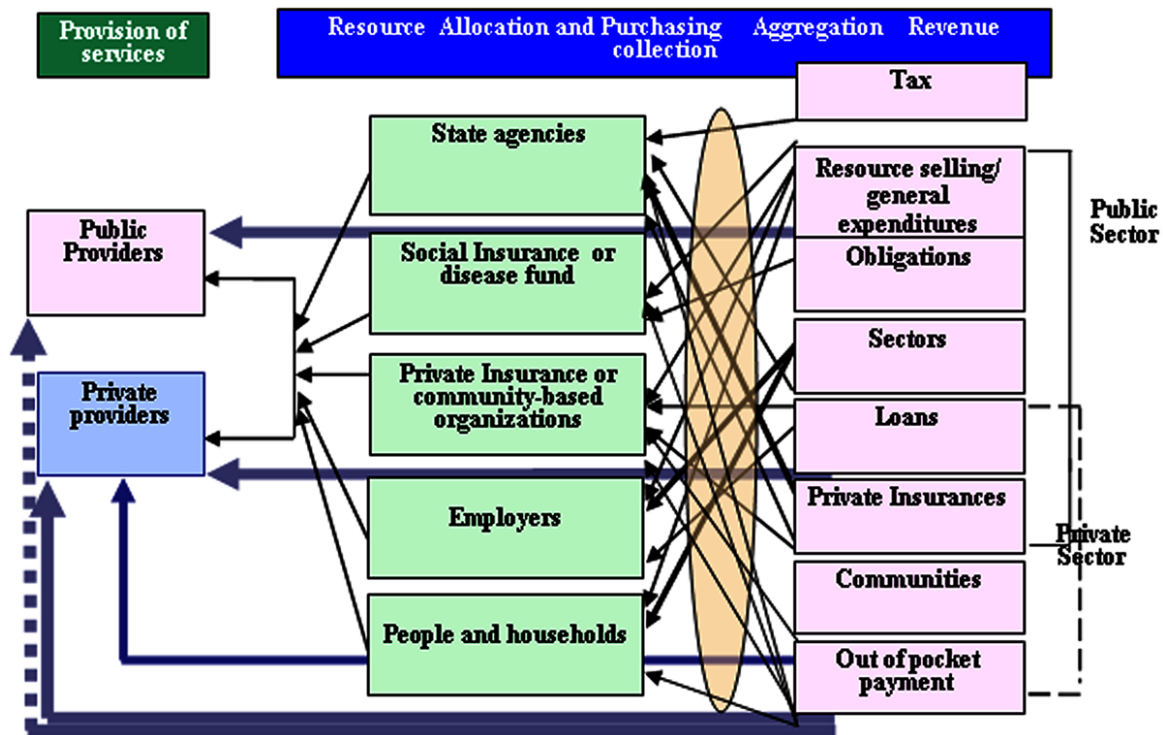 Provision of
services
Resource Allocation and Purchasing Aggregation Revenue
collection
Tax
State agencies
Resource selling/
general
expenditures
Public
Sector
Public
Providers
Social Insurance or
disease fund
Obligations
Sectors
Private Insurance or
community-based
organizations
Private
providers
Loans
Private Insurances
Employers
Private
Sector
Communities
People and households
Out of pocket
payment